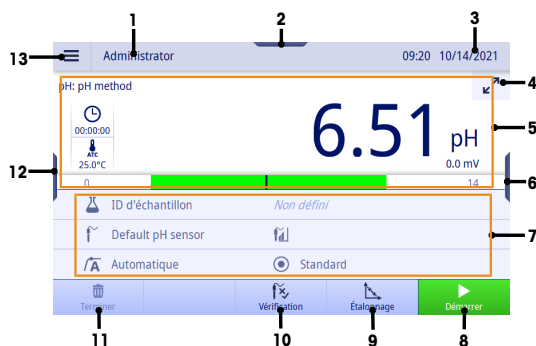 1 2 3
13 Administrator 09:20 10/14/2021
pH: pH method 4
00:00:00 6.51 pH 5
ATC
25.0°C 0.0 mV
12 0 14 6
ID d'échantillon Non défini
Default pH sensor 7
A Automatique Standard
Terminer Vérification Étalonnage Démarrer
11 10 9 8